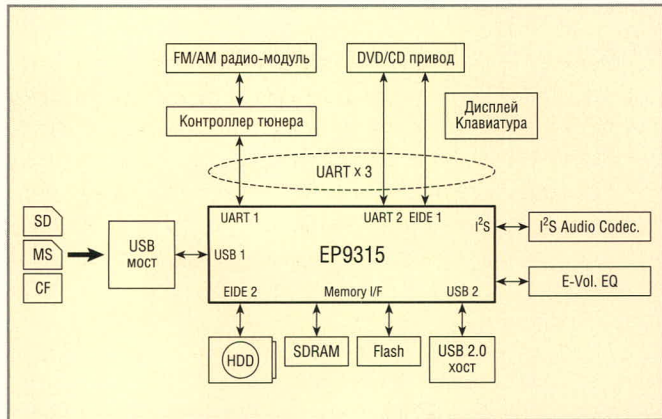 FM/AM радио-модуль
DVD/CD привод
Контроллер тюнера
Дисплей
Клавиатура
UART x 3
SD
MS
CF
USB
мост
UART 1
UART 2 EIDE 1
I²S
USB 1
EP9315
EIDE 2
Memory I/F
USB 2
I²S Audio Codec.
E-Vol. EQ
HDD
SDRAM
Flash
USB 2.0
хост